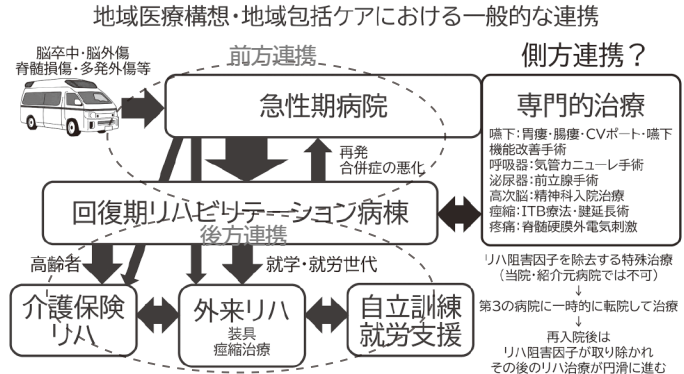 地域医療構想・地域包括ケアにおける一般的な連携
脳卒中・脳外傷
脊髄損傷・多発外傷等
前方連携
急性期病院
再発
合併症の悪化
回復期リハビリテーション病棟
後方連携
高齢者
就学・就労世代
介護保険
リハ
外来リハ
装具
痙縮治療
自立訓練
就労支援
側方連携？
専門的治療
嚥下：胃瘻・腸瘻・CVポート・嚥下
機能改善手術
呼吸器：気管カニューレ手術
泌尿器：前立腺手術
高次脳：精神科入院治療
痙縮：ITB療法・腱延長術
疼痛：脊髄硬膜外電気刺激
リハ阻害因子を除去する特殊治療
（当院・紹介元病院では不可）
↓
第3の病院に一時的に転院して治療
↓
再入院後は
リハ阻害因子が取り除かれ
その後のリハ治療が円滑に進む